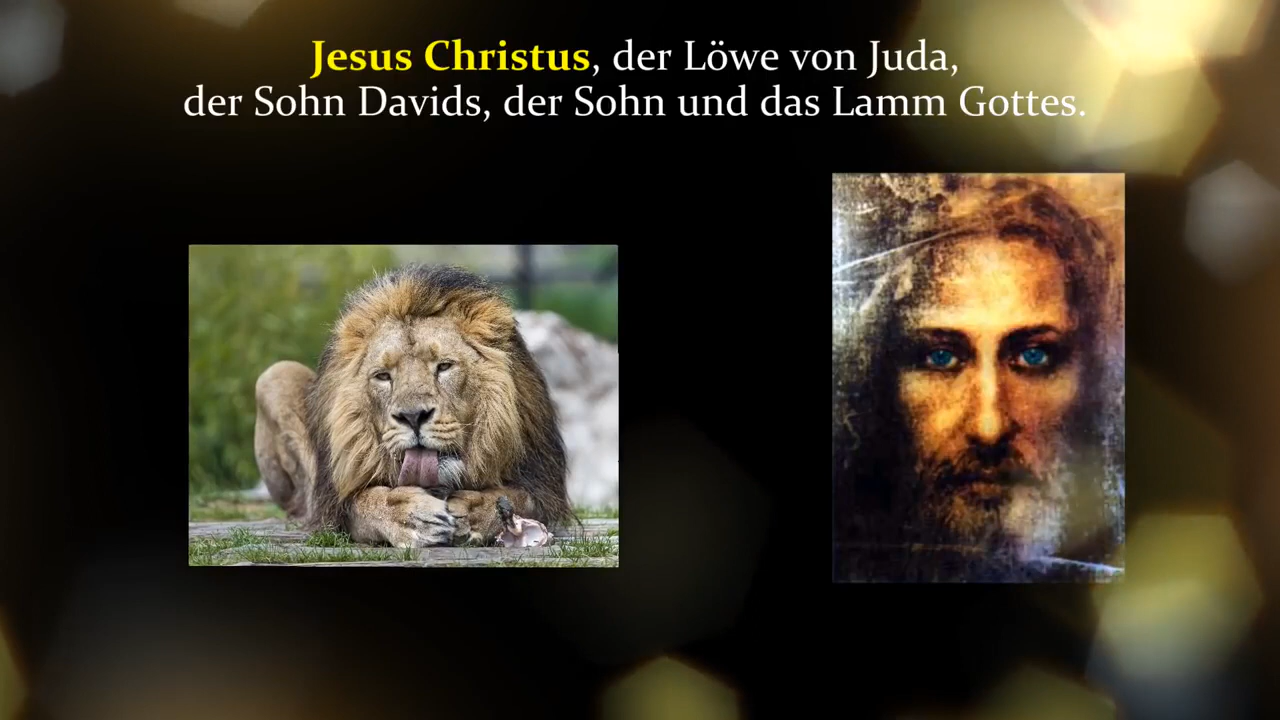 Jesus Christus, der Löwe von Juda,
der Sohn Davids, der Sohn und das Lamm Gottes.